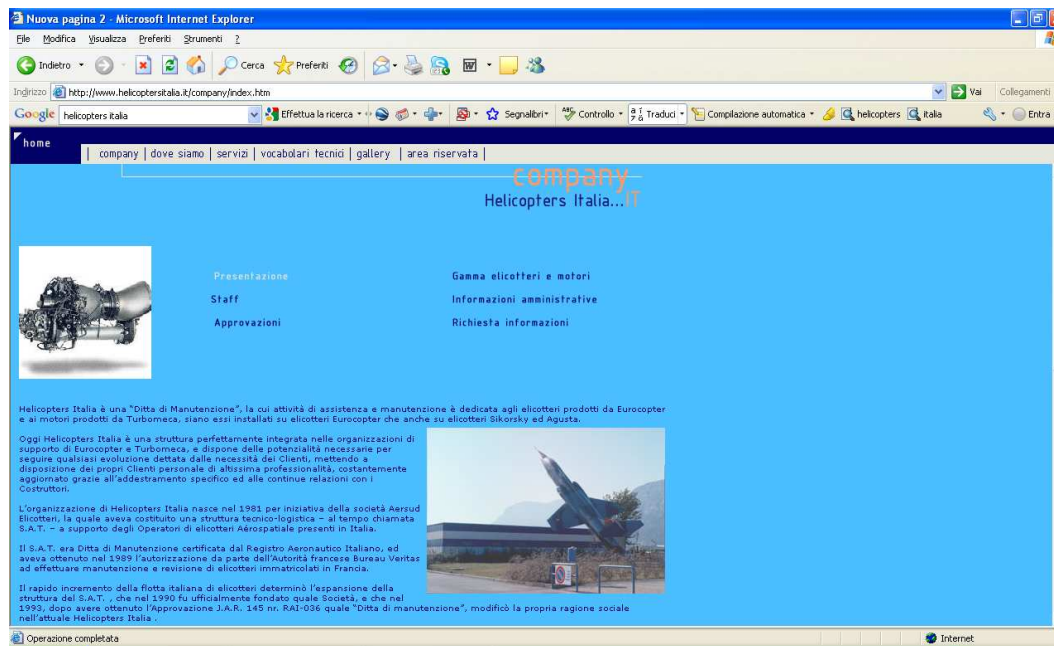 Nuova pagina 2 - Microsoft Internet Explorer
File Modifica Visualizza Preferiti Strumenti ?
Indietro Cerca Preferiti
Indirizzo http://www.helicoptersitalia.it/company/index.htm Vai Collegamenti
Google helicopters italia Effettua la ricerca Segnalibri Controllo Traduci Compilazione automatica helicopters italia Entra
home
| company | dove siamo | servizi | vocabolari tecnici | gallery | area riservata |
company
Helicopters Italia...IT
Presentazione Gamma elicotteri e motori
Staff Informazioni amministrative
Approvazioni Richiesta informazioni
Helicopters Italia è una "Ditta di Manutenzione", la cui attività di assistenza e manutenzione è dedicata agli elicotteri prodotti da Eurocopter
e ai motori prodotti da Turbomeca, siano essi installati su elicotteri Eurocopter che anche su elicotteri Sikorsky ed Agusta.
Oggi Helicopters Italia è una struttura perfettamente integrata nelle organizzazioni di
supporto di Eurocopter e Turbomeca, e dispone delle potenzialità necessarie per
seguire qualsiasi evoluzione dettata dalle necessità dei Clienti, mettendo a
disposizione dei propri Clienti personale di altissima professionalità, costantemente
aggiornato grazie all'addestramento specifico ed alle continue relazioni con i
Costruttori.
L'organizzazione di Helicopters Italia nasce nel 1981 per iniziativa della società Aersud
Elicotteri, la quale aveva costituito una struttura tecnico-logistica – al tempo chiamata
S.A.T. – a supporto degli Operatori di elicotteri Aérospatiale presenti in Italia.
Il S.A.T. era Ditta di Manutenzione certificata dal Registro Aeronautico Italiano, ed
aveva ottenuto nel 1989 l'autorizzazione da parte dell'Autorità francese Bureau Veritas
ad effettuare manutenzione e revisione di elicotteri immatricolati in Francia.
Il rapido incremento della flotta italiana di elicotteri determinò l'espansione della
struttura del S.A.T. , che nel 1990 fu ufficialmente fondato quale Società, e che nel
1993, dopo avere ottenuto l'Approvazione J.A.R. 145 nr. RAI-036 quale "Ditta di manutenzione", modificò la propria ragione sociale
nell'attuale Helicopters Italia .
Operazione completata Internet